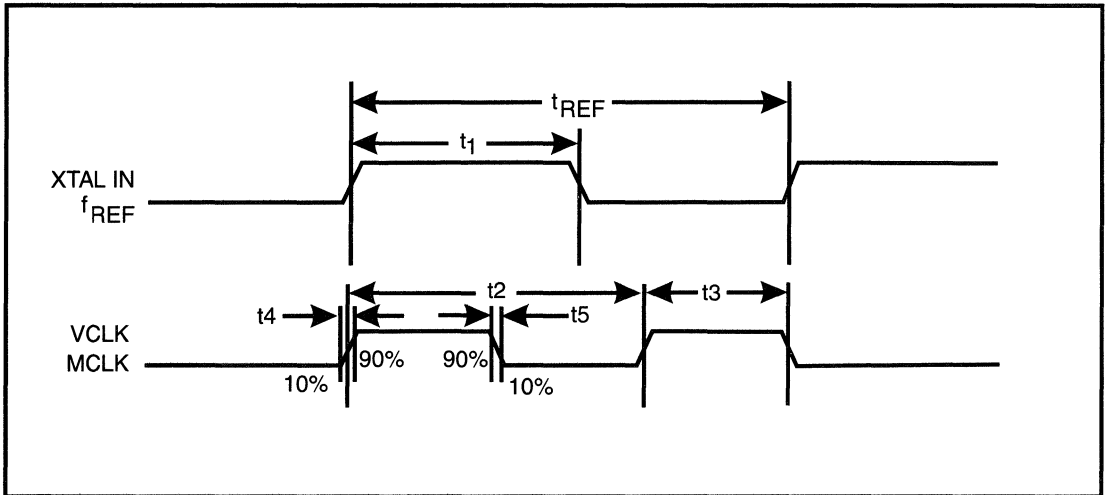 tREF
t1
XTAL IN
fREF
t2
t3
t4
t5
VCLK
MCLK
90%
90%
10%
10%